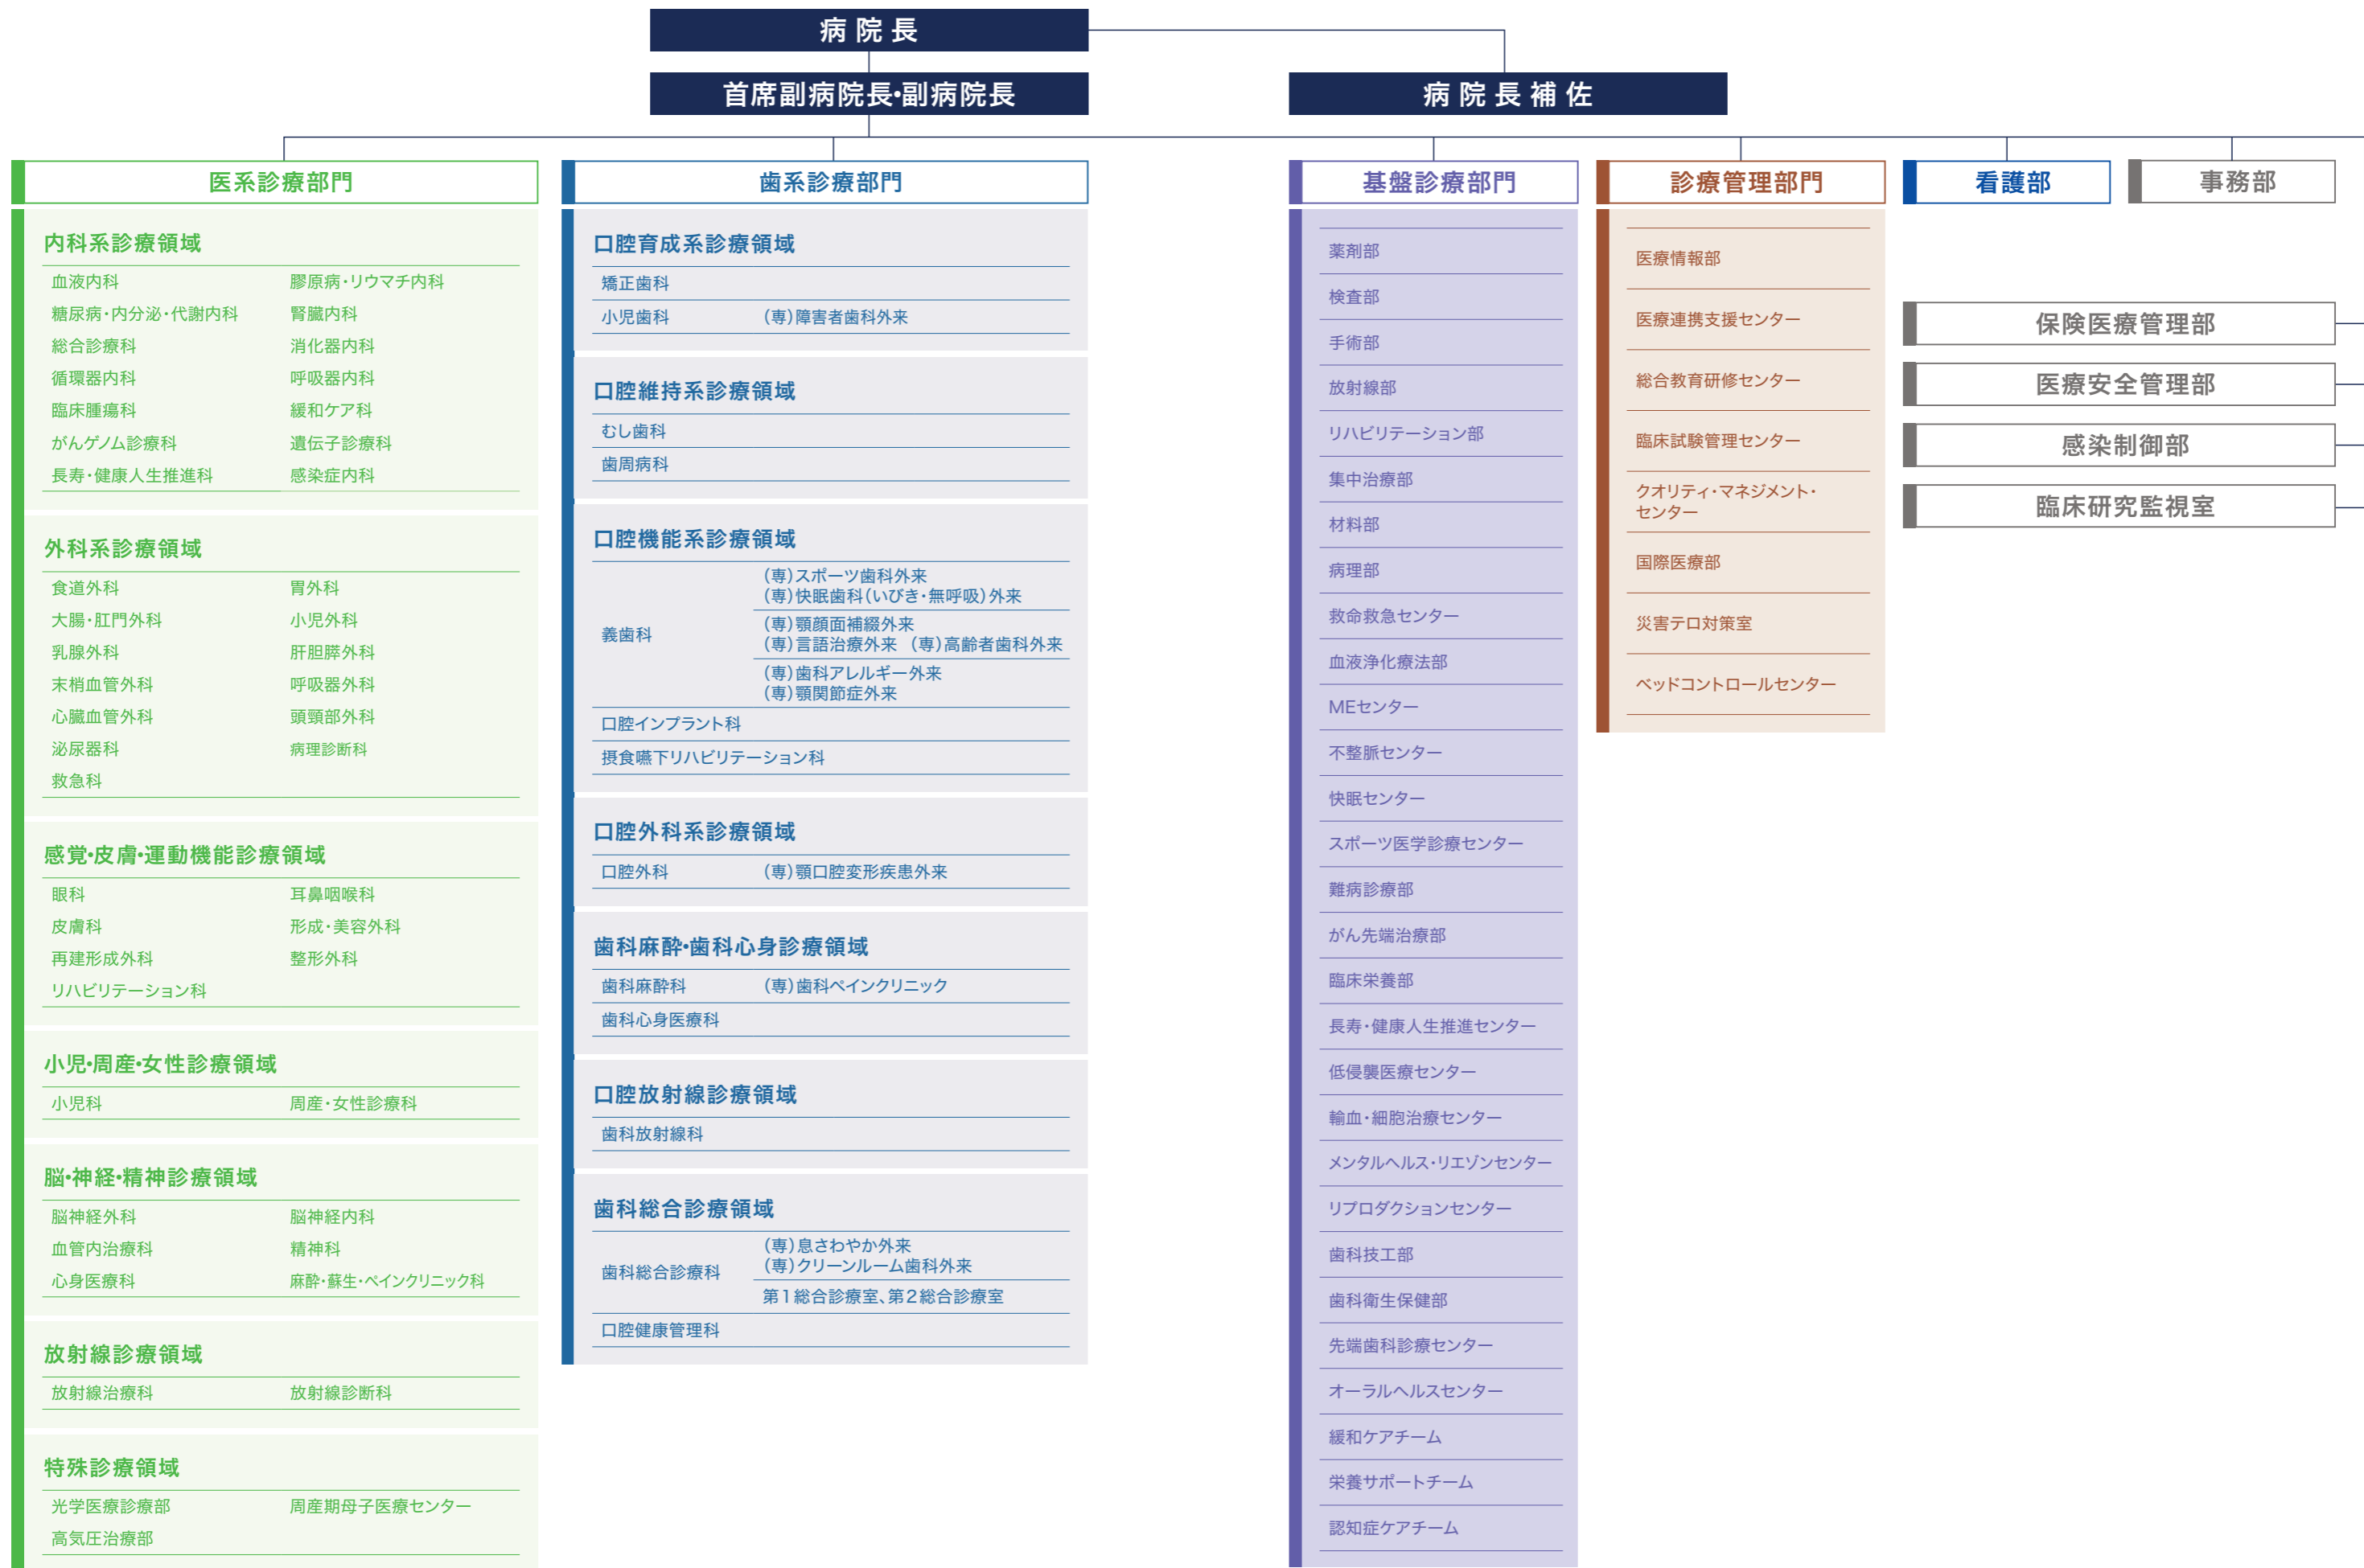 病院長
首席副病院長・副病院長
病院長補佐
医系診療部門
内科系診療領域
血液内科 膠原病・リウマチ内科
糖尿病・内分泌・代謝内科 腎臓内科
総合診療科 消化器内科
循環器内科 呼吸器内科
臨床腫瘍科 緩和ケア科
がんゲノム診療科 遺伝子診療科
長寿・健康人生推進科 感染症内科
外科系診療領域
食道外科 胃外科
大腸・肛門外科 小児外科
乳腺外科 肝胆膵外科
末梢血管外科 呼吸器外科
心臓血管外科 頭頸部外科
泌尿器科 病理診断科
救急科
感覚・皮膚・運動機能診療領域
眼科 耳鼻咽喉科
皮膚科 形成・美容外科
再建形成外科 整形外科
リハビリテーション科
小児・周産・女性診療領域
小児科 周産・女性診療科
脳・神経・精神診療領域
脳神経外科 脳神経内科
血管内治療科 精神科
心身医療科 麻酔・蘇生・ペインクリニック科
放射線診療領域
放射線治療科 放射線診断科
特殊診療領域
光学医療診療部 周産期母子医療センター
高気圧治療部
歯系診療部門
口腔育成系診療領域
矯正歯科
小児歯科 (専)障害者歯科外来
口腔維持系診療領域
むし歯科
歯周病科
口腔機能系診療領域
義歯科
(専)スポーツ歯科外来
(専)快眠歯科(いびき・無呼吸)外来
(専)顎顔面補綴外来
(専)言語治療外来 (専)高齢者歯科外来
(専)歯科アレルギー外来
(専)顎関節症外来
口腔インプラント科
摂食嚥下リハビリテーション科
口腔外科系診療領域
口腔外科 (専)顎口腔変形疾患外来
歯科麻酔・歯科心身診療領域
歯科麻酔科 (専)歯科ペインクリニック
歯科心身医療科
口腔放射線診療領域
歯科放射線科
歯科総合診療領域
歯科総合診療科
(専)息さわやか外来
(専)クリーンルーム歯科外来
第1総合診療室、第2総合診療室
口腔健康管理科
基盤診療部門
薬剤部
検査部
手術部
放射線部
リハビリテーション部
集中治療部
材料部
病理部
救命救急センター
血液浄化療法部
MEセンター
不整脈センター
快眠センター
スポーツ医学診療センター
難病診療部
がん先端治療部
臨床栄養部
長寿・健康人生推進センター
低侵襲医療センター
輸血・細胞治療センター
メンタルヘルス・リエゾンセンター
リプロダクションセンター
歯科技工部
歯科衛生保健部
先端歯科診療センター
オーラルヘルスセンター
緩和ケアチーム
栄養サポートチーム
認知症ケアチーム
診療管理部門
医療情報部
医療連携支援センター
総合教育研修センター
臨床試験管理センター
クオリティ・マネジメント・
センター
国際医療部
災害テロ対策室
ベッドコントロールセンター
看護部
事務部
保険医療管理部
医療安全管理部
感染制御部
臨床研究監視室